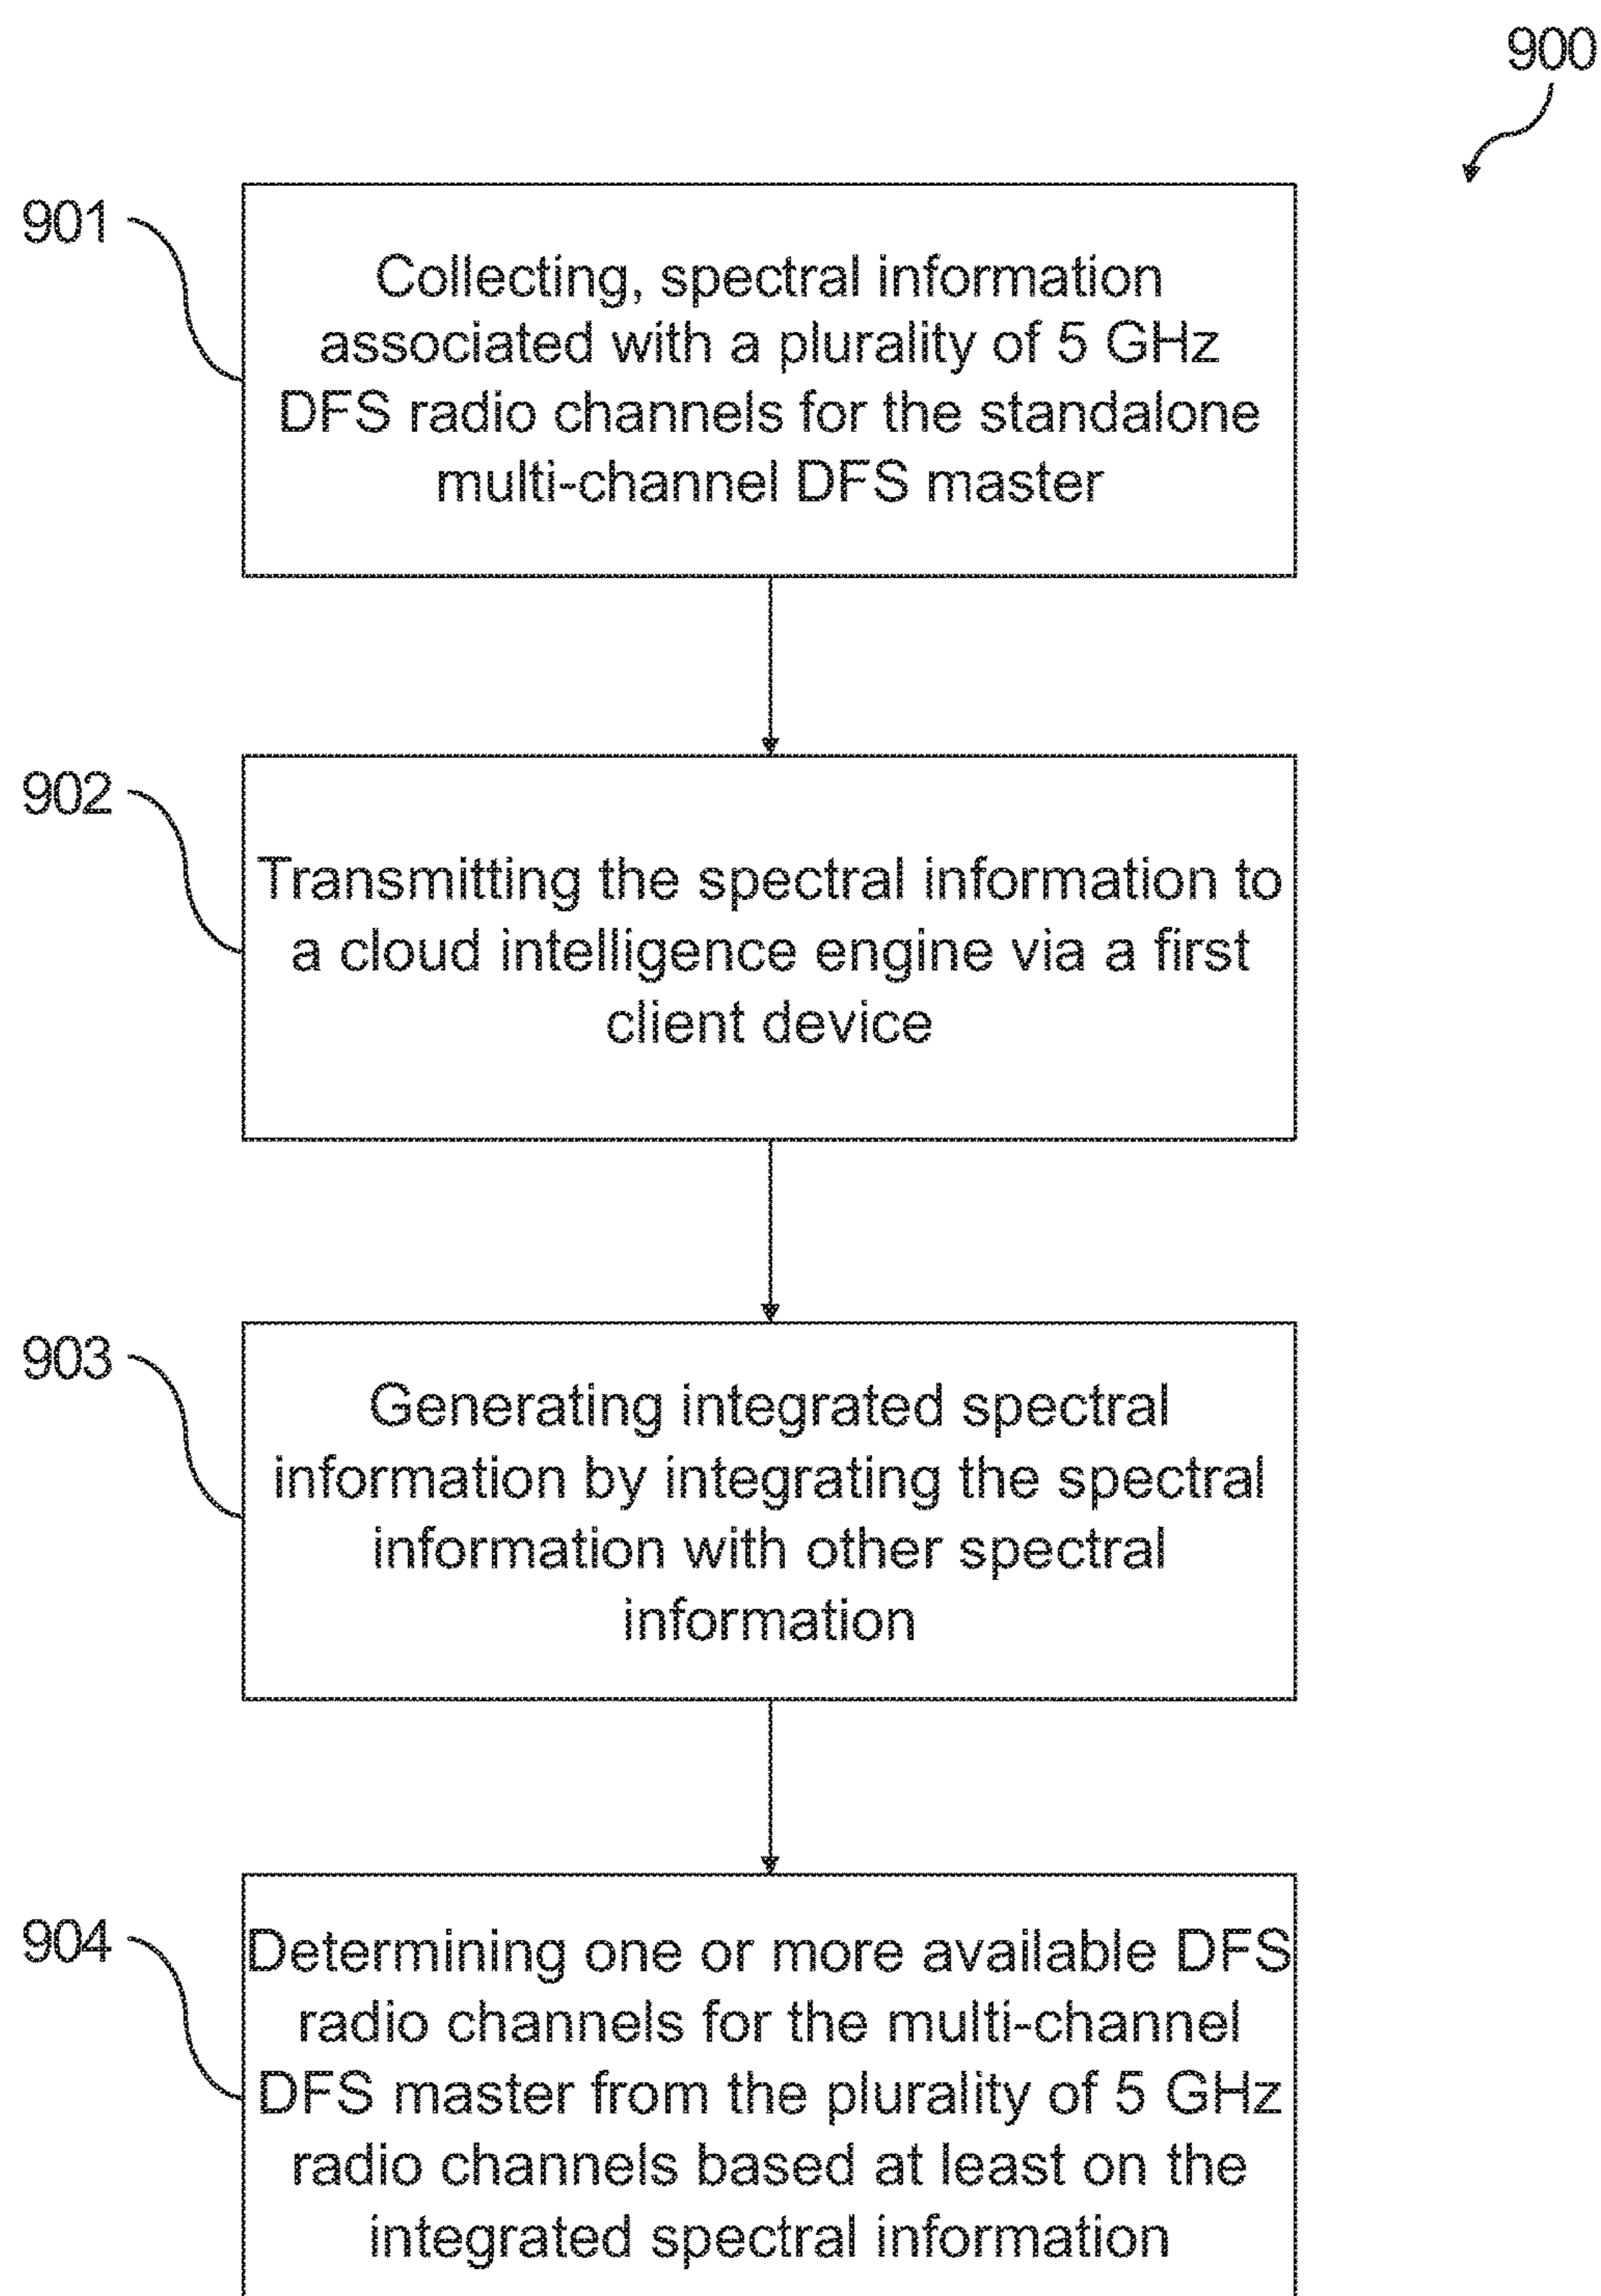 900
901
Collecting, spectral information
associated with a plurality of 5 GHz
DFS radio channels for the standalone
multi-channel DFS master
902
Transmitting the spectral information to
a cloud intelligence engine via a first
client device
903
Generating integrated spectral
information by integrating the spectral
information with other spectral
information
904
Determining one or more available DFS
radio channels for the multi-channel
DFS master from the plurality of 5 GHz
radio channels based at least on the
integrated spectral information